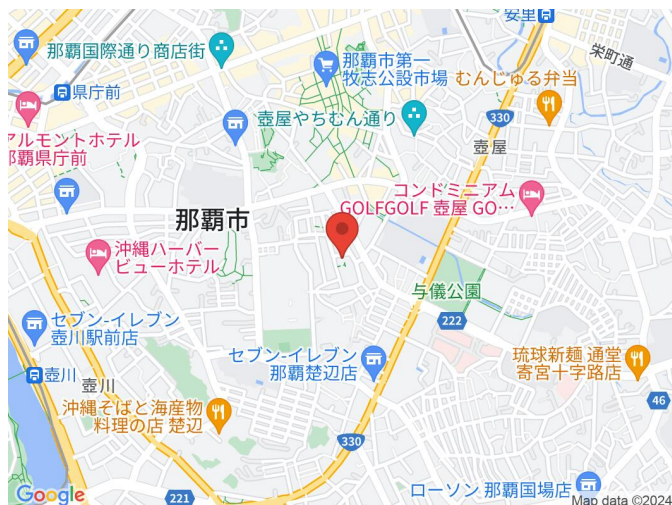 安里
那覇国際通り商店街
那覇市第一
牧志公設市場
栄町通
県庁前
むんじゅる弁当
アルモントホテル
那覇県庁前
壺屋やちむん通り
330
壺屋
コンドミニアム
GOLFGOLF 壺屋 GO…
那覇市
沖縄ハーバー
ビューホテル
与儀公園
222
セブン-イレブン
壺川駅前店
セブン-イレブン
那覇楚辺店
琉球新麺 通堂
寄宮十字路店
壺川
壺川
沖縄そばと海産物
料理の店 楚辺
46
330
221
ローソン 那覇国場店
Google
Map data ©2024